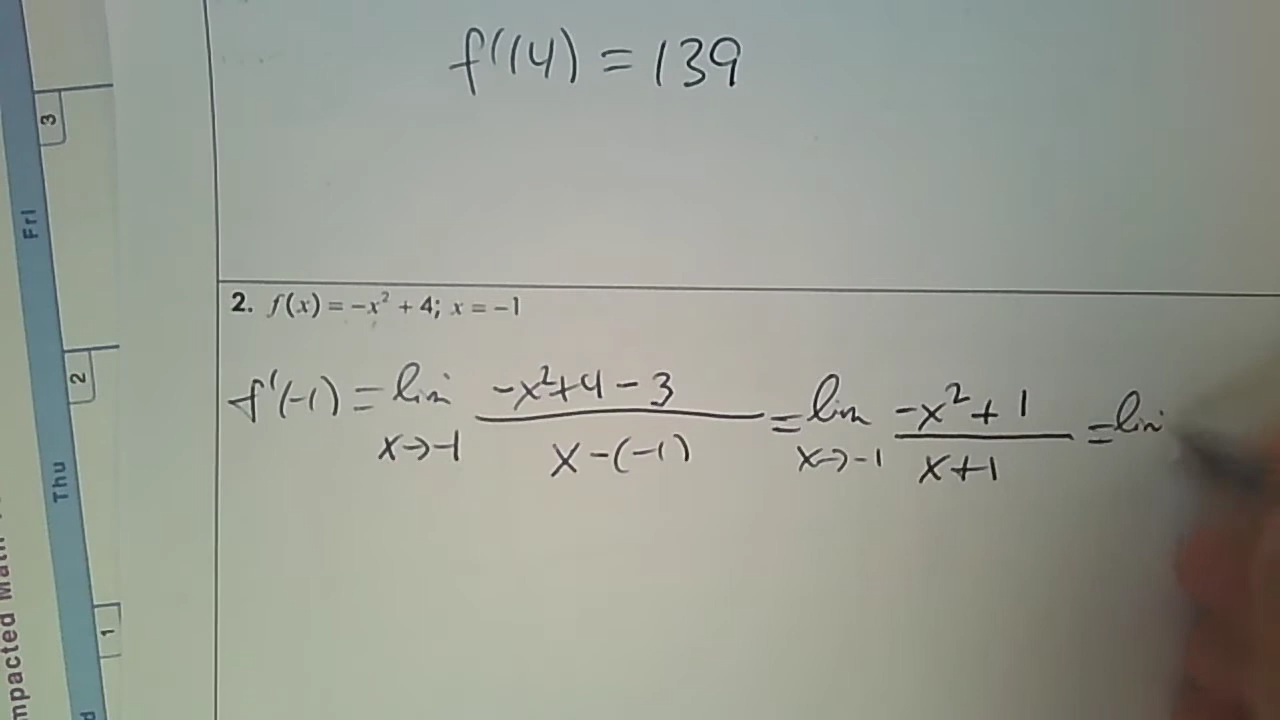 f'(4) = 139
2. f(x) = -x² + 4; x = -1
f'(-1) = lim x→-1 (-x²+4-3)/(x-(-1)) = lim x→-1 (-x²+1)/(x+1) = lim
3
Fri
2
Thu
1